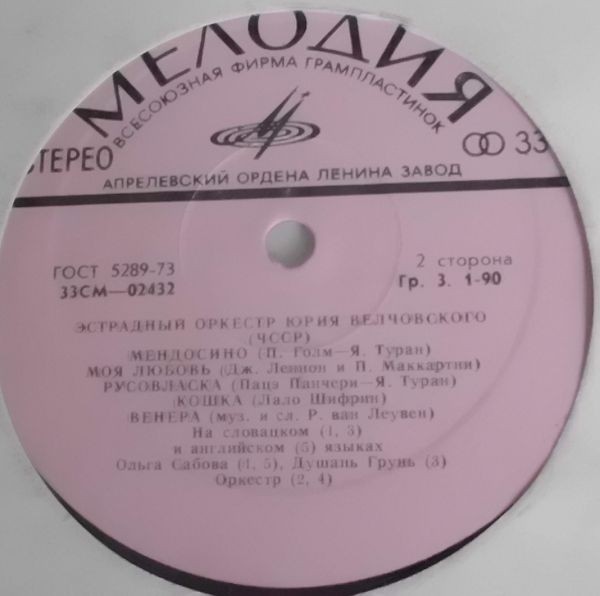 МЕЛОДИЯ
ВСЕСОЮЗНАЯ ФИРМА ГРАМПЛАСТИНОК
СТЕРЕО
33
АПРЕЛЕВСКИЙ ОРДЕНА ЛЕНИНА ЗАВОД
ГОСТ 5289-73
2 сторона
33СМ—02432
Гр. 3. 1-90
ЭСТРАДНЫЙ ОРКЕСТР ЮРИЯ ВЕЛЧОВСКОГО
(ЧССР)
МЕНДОСИНО (П. Голм—Я. Туран)
МОЯ ЛЮБОВЬ (Дж. Леннон и П. Маккартни)
РУСОВЛАСКА (Пацэ Панчери—Я. Туран)
КОШКА (Лало Шифрин)
ВЕНЕРА (муз. и сл. Р. ван Леувен)
На словацком (1, 3)
и английском (5) языках
Ольга Сабова (1, 5), Душань Грунь (3)
Оркестр (2, 4)